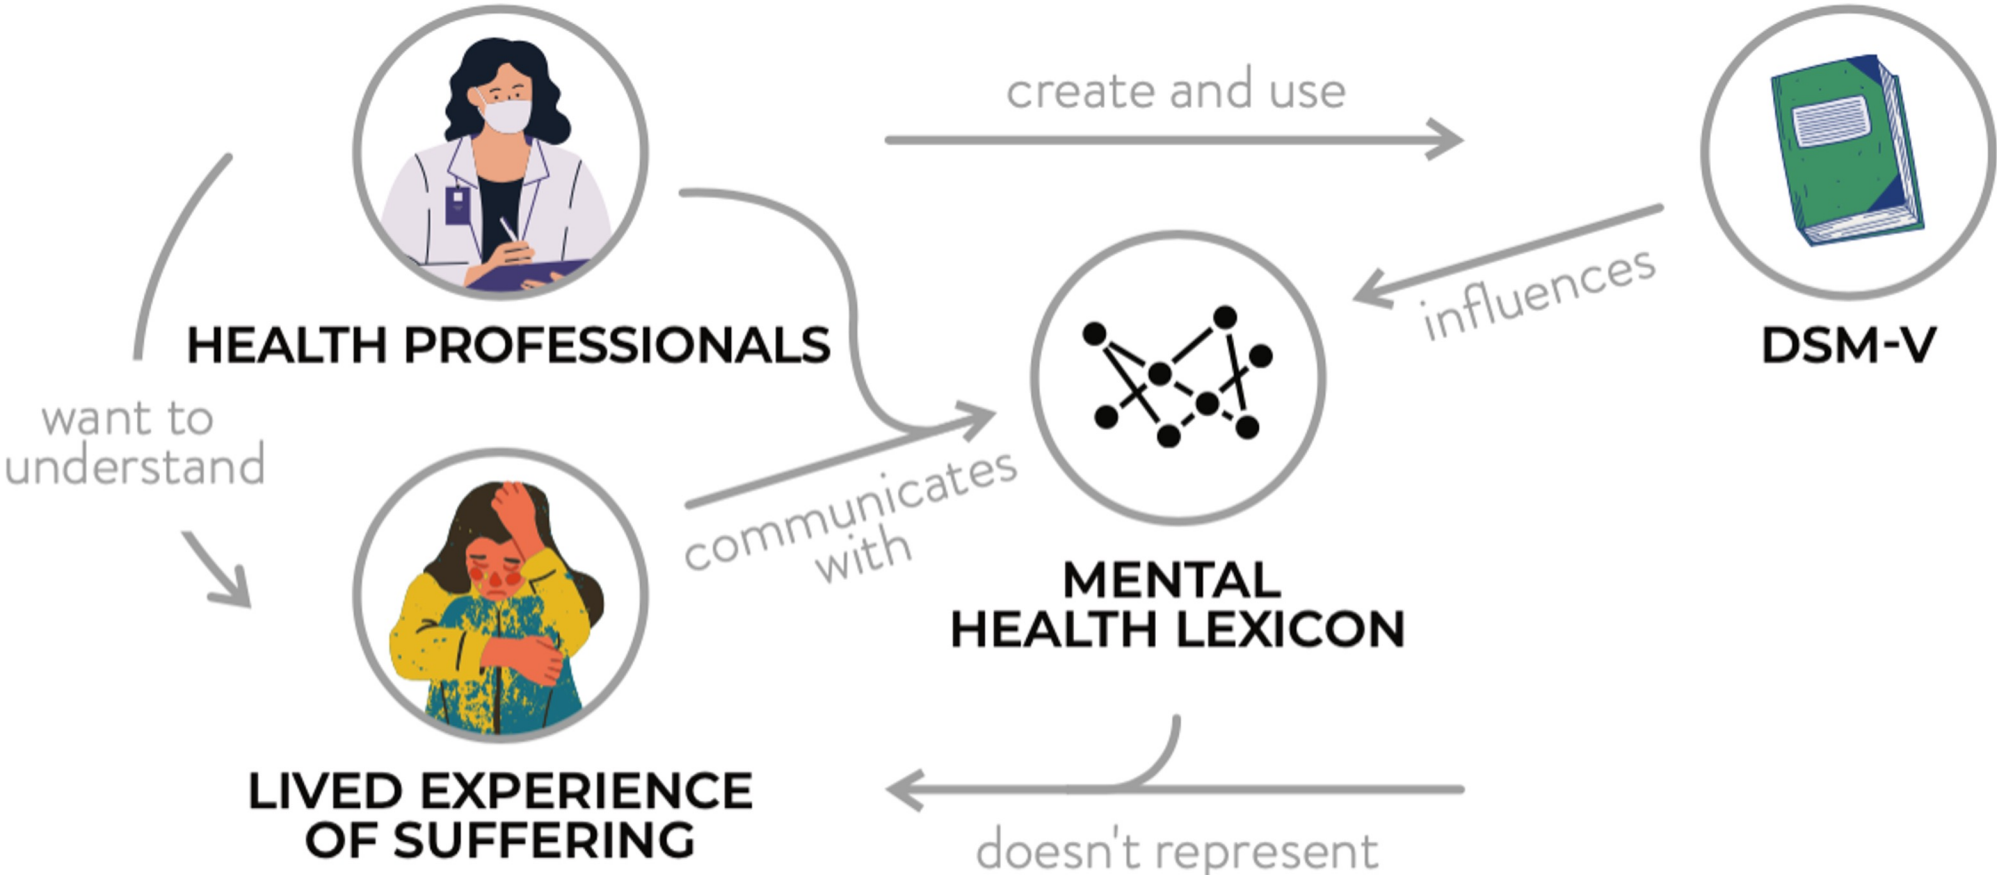 create and use
influences
HEALTH PROFESSIONALS
DSM-V
want to
understand
communicates
with
MENTAL
HEALTH LEXICON
LIVED EXPERIENCE
OF SUFFERING
doesn't represent